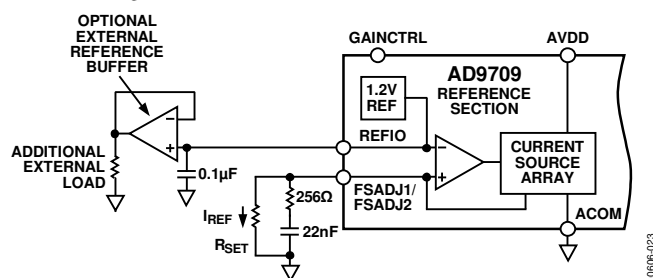 OPTIONAL
EXTERNAL
REFERENCE
BUFFER
GAINCTRL
AVDD
AD9709
REFERENCE
SECTION
1.2V
REF
REFIO
ADDITIONAL
EXTERNAL
LOAD
0.1µF
CURRENT
SOURCE
ARRAY
256Ω
FSADJ1/
FSADJ2
IREF
22nF
RSET
ACOM
0606-023